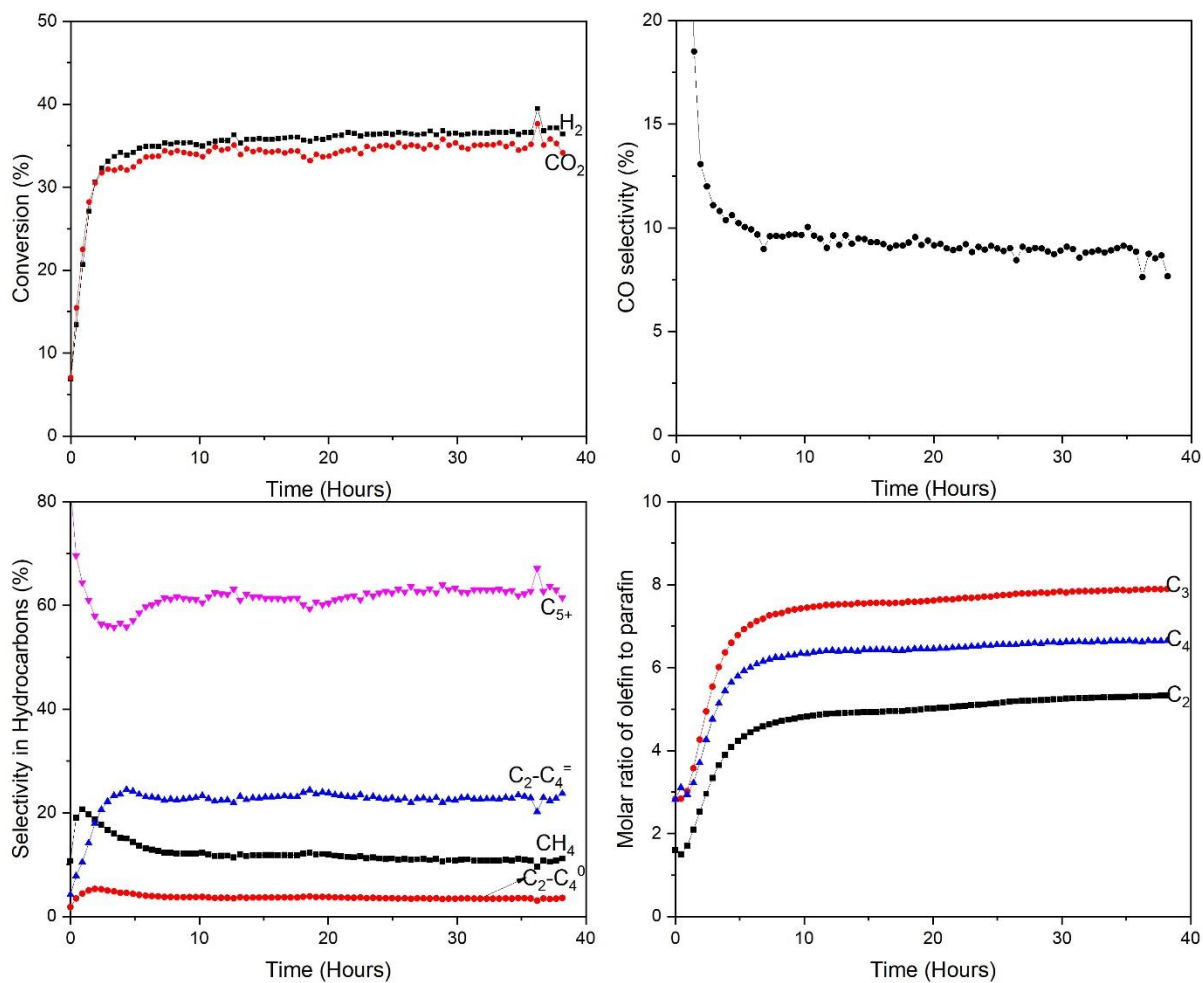 50
40
30
20
10
0
Conversion (%)
H₂
CO₂
0 10 20 30 40
Time (Hours)
20
15
10
5
0
CO selectivity (%)
0 10 20 30 40
Time (Hours)
80
60
40
20
0
Selectivity in Hydrocarbons (%)
C₅₊
C₂-C₄⁼
CH₄
C₂-C₄⁰
0 10 20 30 40
Time (Hours)
10
8
6
4
2
0
Molar ratio of olefin to parafin
C₃
C₄
C₂
0 10 20 30 40
Time (Hours)